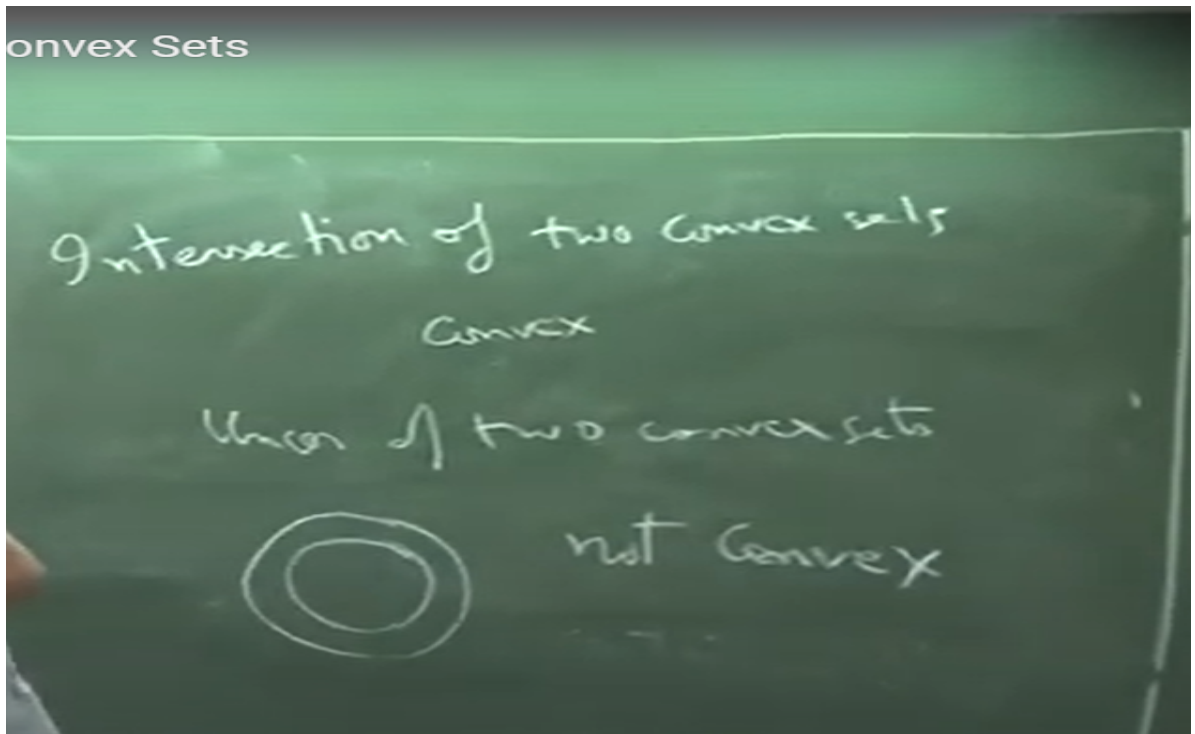 onvex Sets
Intersection of two convex sets
convex
Union of two convex sets
not convex